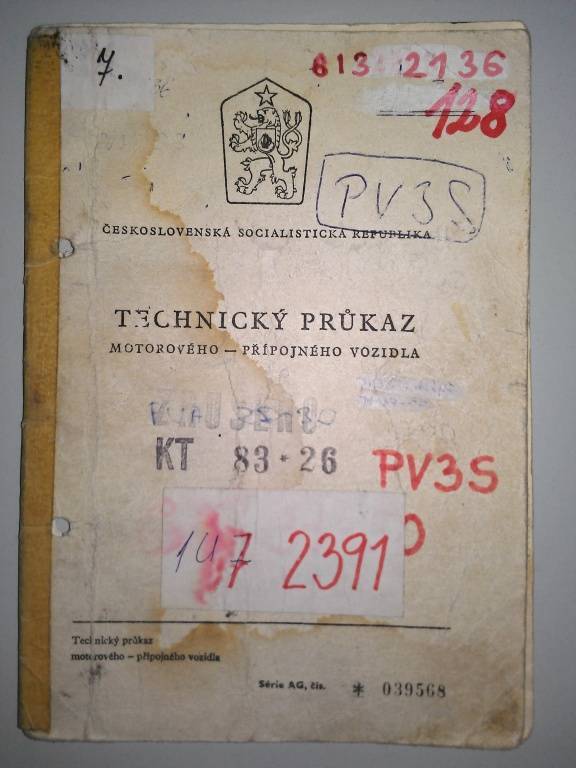 7.
613 2136
128
PV3S
ČESKOSLOVENSKÁ SOCIALISTICKÁ REPUBLIKA
TECHNICKÝ PRŮKAZ
MOTOROVÉHO — PŘÍPOJNÉHO VOZIDLA
KT 83-26
PV3S
147 2391
Technický průkaz
motorového – přípojného vozidla
Série AG, čís. * 039568